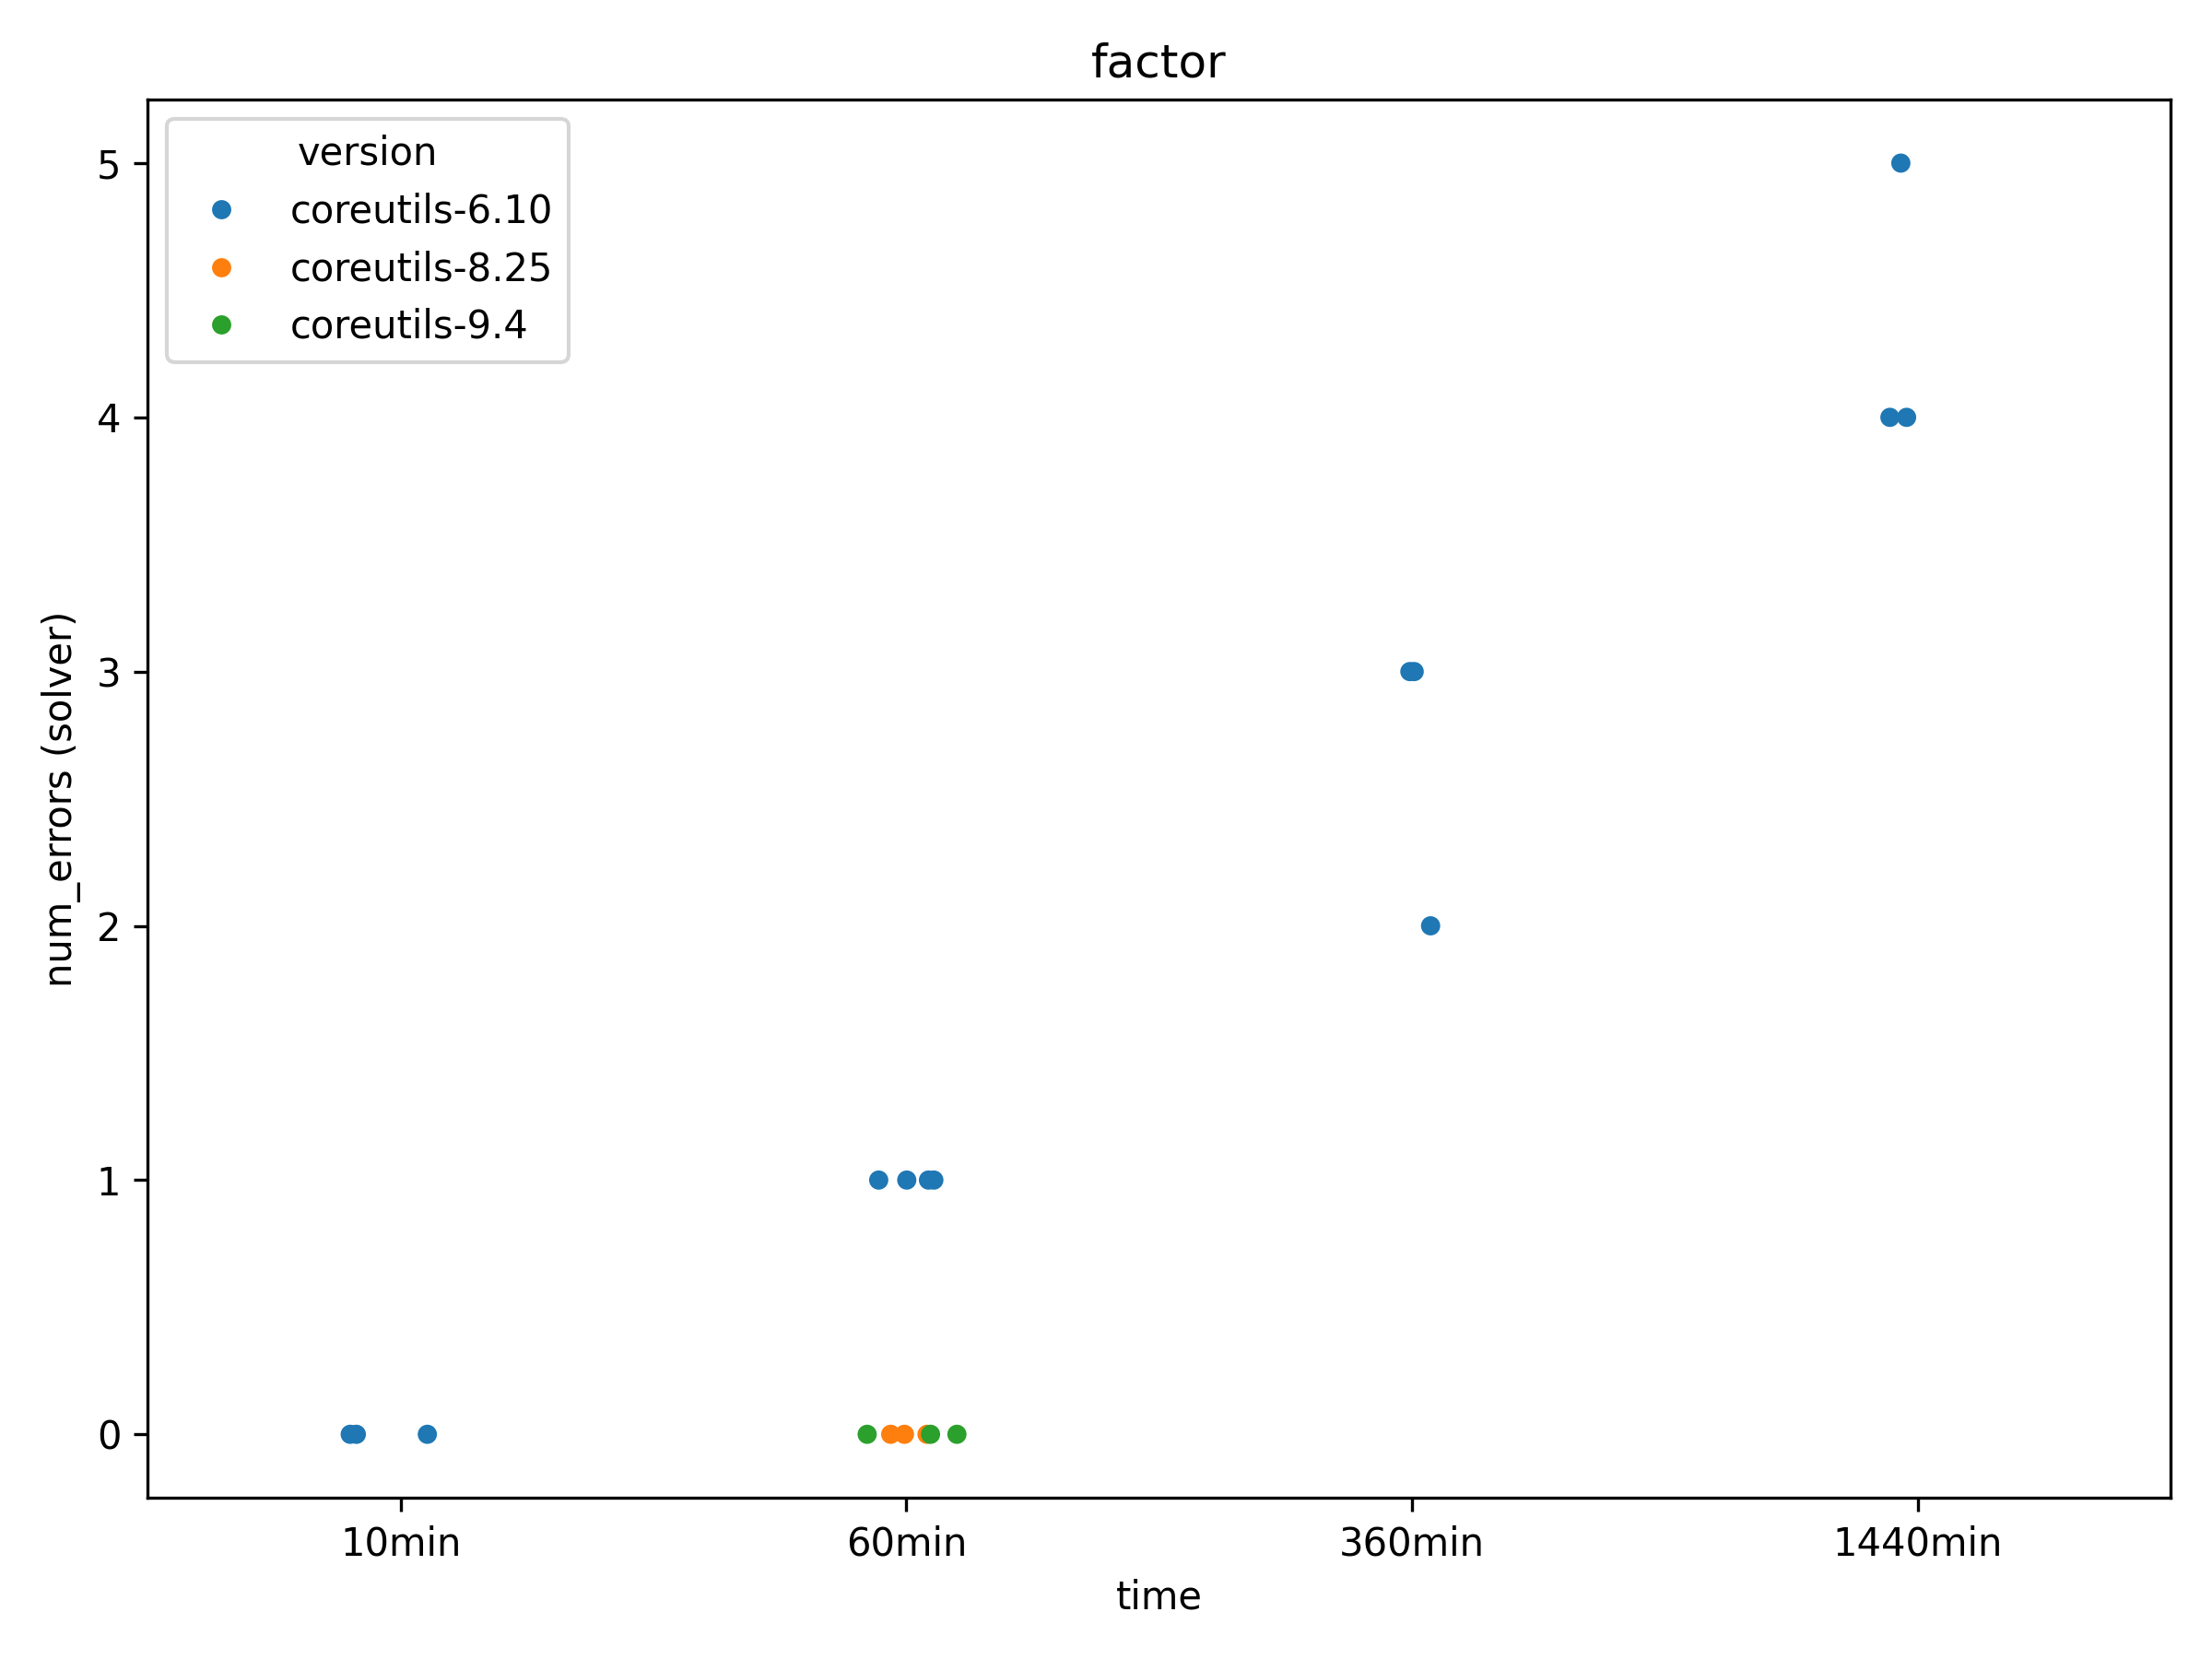 factor
version
coreutils-6.10
coreutils-8.25
coreutils-9.4
5
4
3
2
1
0
num_errors (solver)
10min
60min
360min
1440min
time